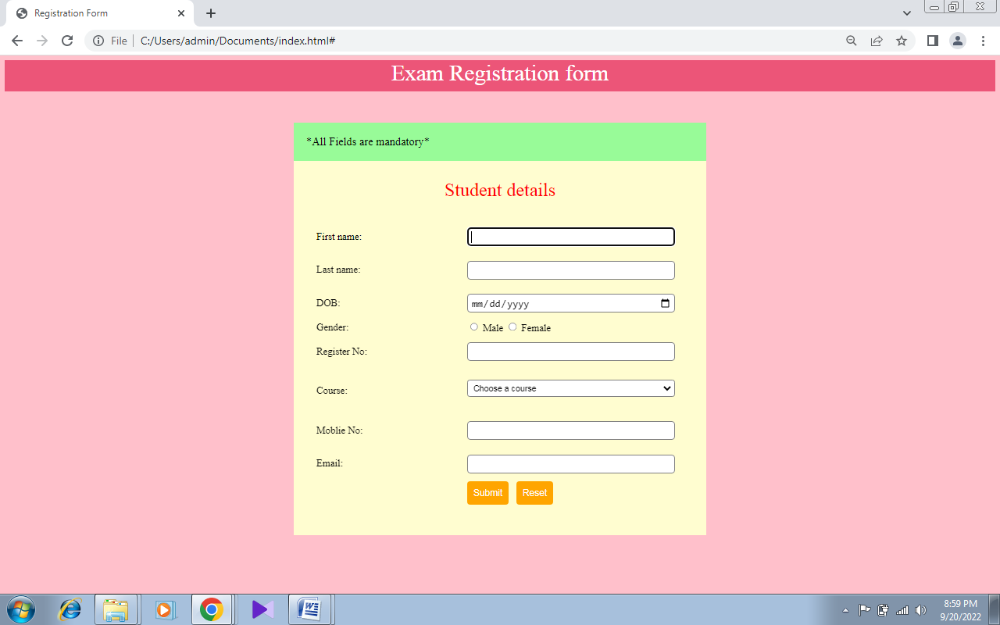 Registration Form
File C:/Users/admin/Documents/index.html#
Exam Registration form
*All Fields are mandatory*
Student details
First name:
Last name:
DOB: mm/dd/yyyy
Gender: Male Female
Register No:
Course: Choose a course
Moblie No:
Email:
Submit Reset
8:59 PM
9/20/2022